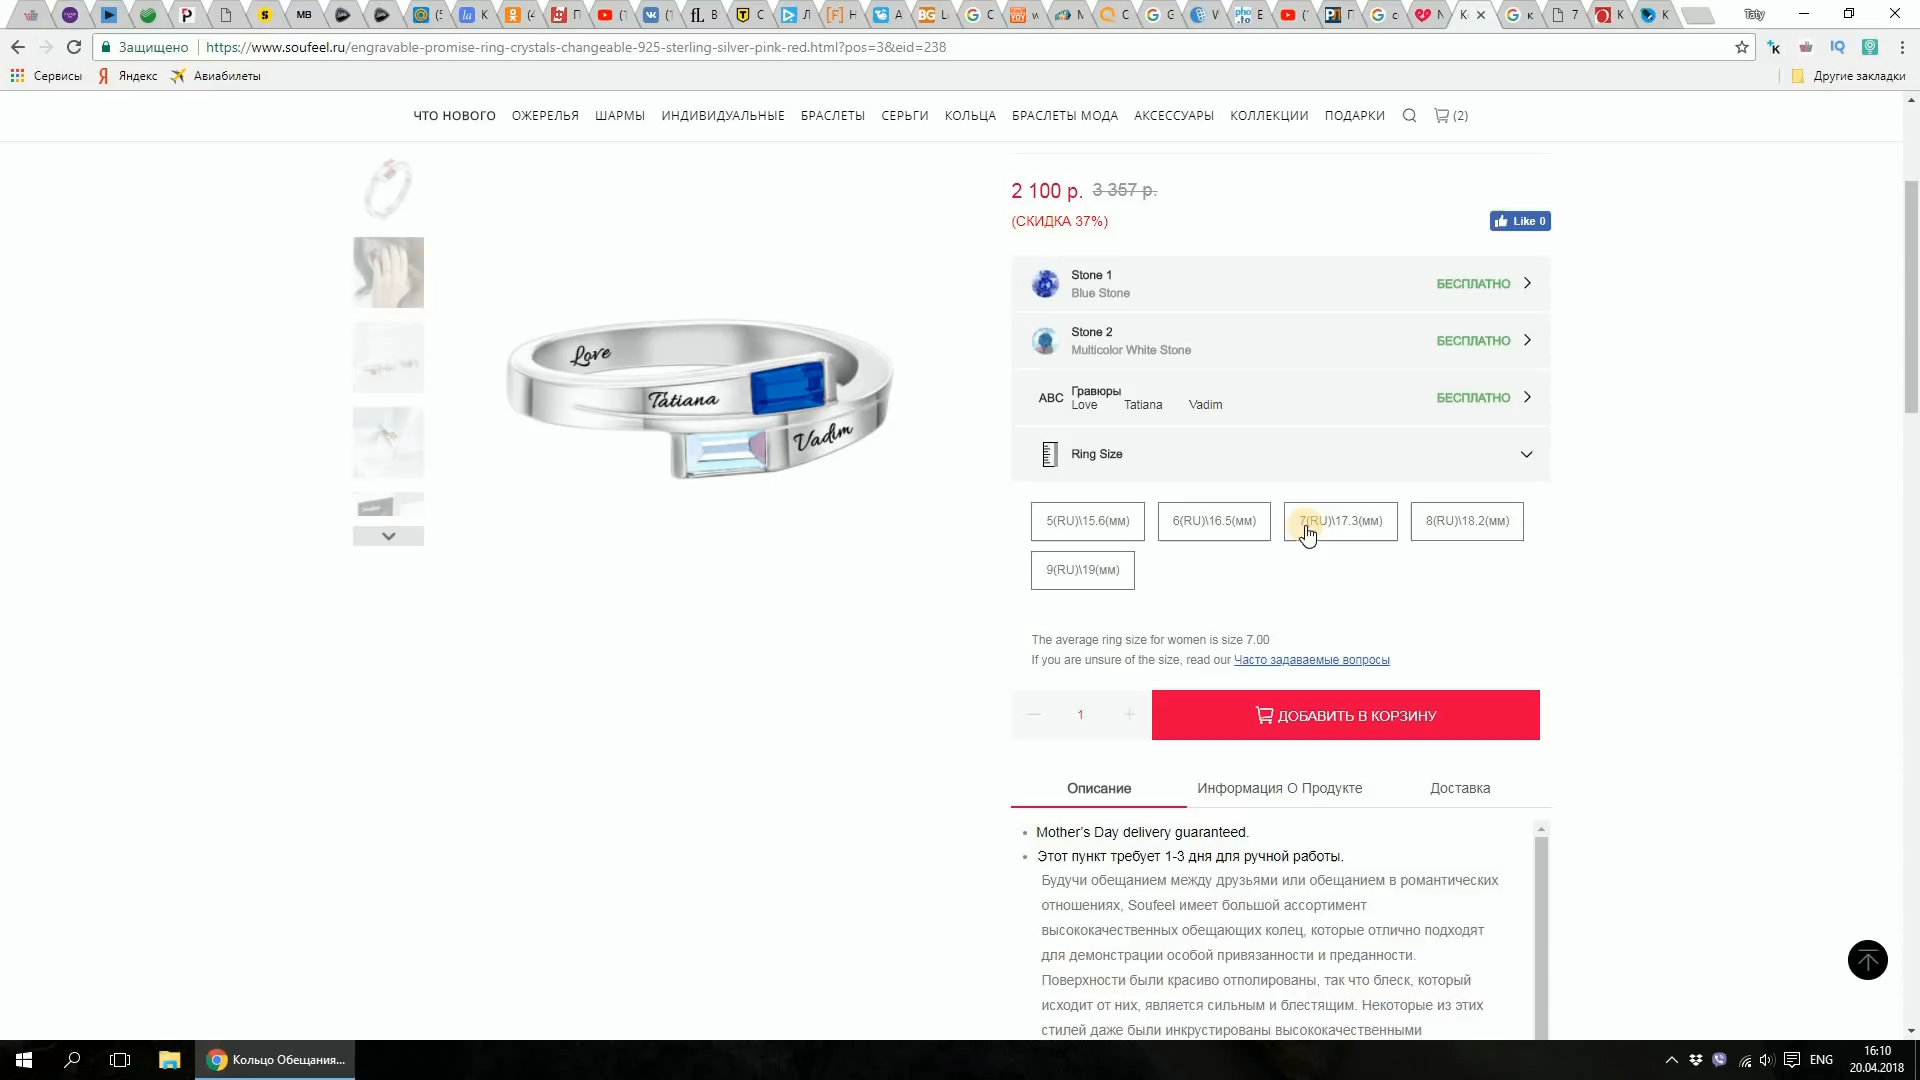 Taty
Защищено
https://www.soufeel.ru/engravable-promise-ring-crystals-changeable-925-sterling-silver-pink-red.html?pos=3&eid=238
Сервисы Яндекс Авиабилеты Другие закладки
ЧТО НОВОГО ОЖЕРЕЛЬЯ ШАРМЫ ИНДИВИДУАЛЬНЫЕ БРАСЛЕТЫ СЕРЬГИ КОЛЬЦА БРАСЛЕТЫ МОДА АКСЕССУАРЫ КОЛЛЕКЦИИ ПОДАРКИ (2)
2 100 р. 3 357 р.
(СКИДКА 37%)
Like 0
Stone 1
Blue Stone
БЕСПЛАТНО
Stone 2
Multicolor White Stone
БЕСПЛАТНО
ABC Гравюры
Love Tatiana Vadim
БЕСПЛАТНО
Ring Size
Love
Tatiana
Vadim
5(RU)\15.6(мм) 6(RU)\16.5(мм) 7(RU)\17.3(мм) 8(RU)\18.2(мм)
9(RU)\19(мм)
The average ring size for women is size 7.00
If you are unsure of the size, read our Часто задаваемые вопросы
1
ДОБАВИТЬ В КОРЗИНУ
Описание Информация О Продукте Доставка
Mother's Day delivery guaranteed.
Этот пункт требует 1-3 дня для ручной работы.
Будучи обещанием между друзьями или обещанием в романтических
отношениях, Soufeel имеет большой ассортимент
высококачественных обещающих колец, которые отлично подходят
для демонстрации особой привязанности и преданности.
Поверхности были красиво отполированы, так что блеск, который
исходит от них, является сильным и блестящим. Некоторые из этих
стилей даже были инкрустированы высококачественными
Кольцо Обещания...
ENG
16:10
20.04.2018